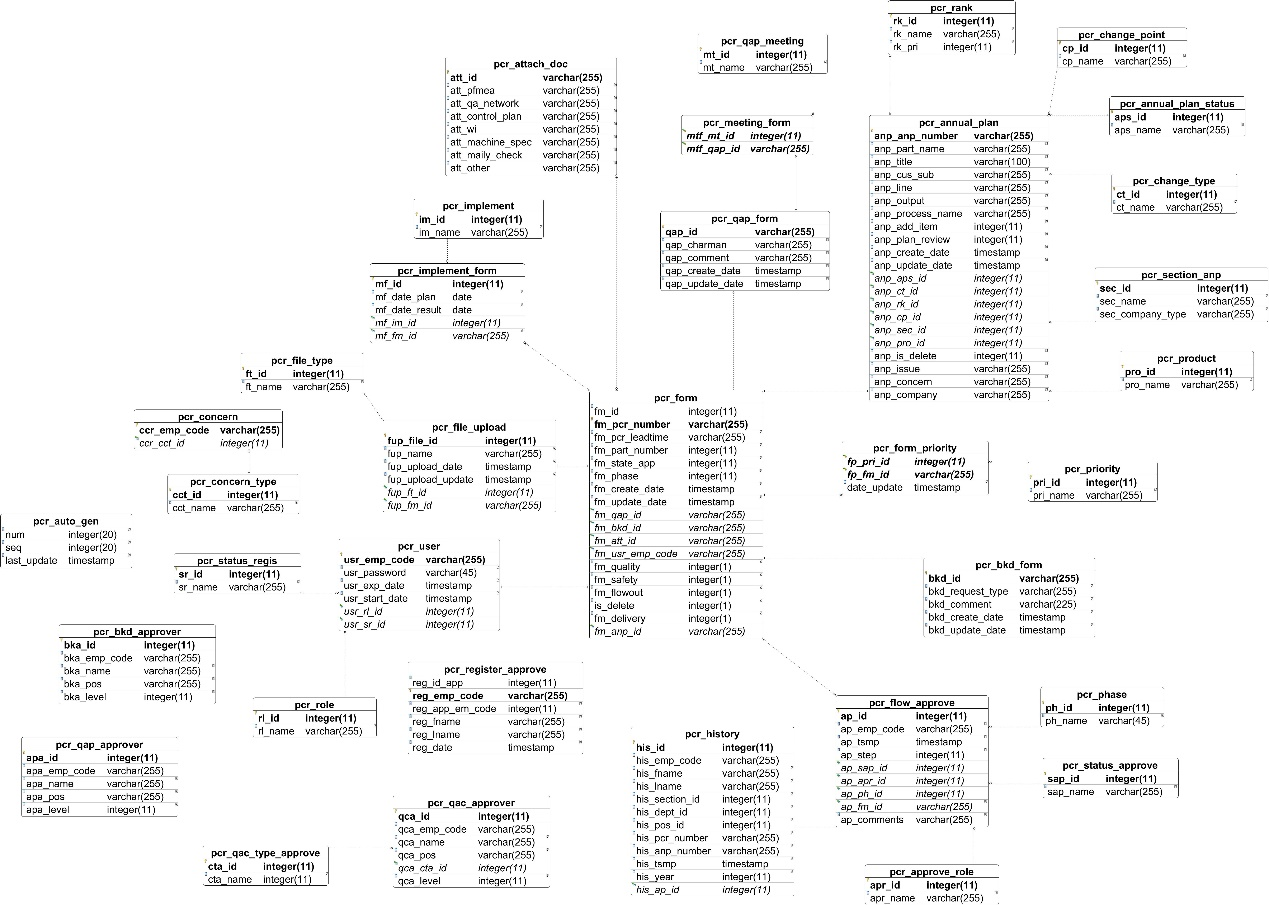 pcr_rank
rk_id integer(11)
rk_name varchar(255)
rk_pri integer(11)
pcr_change_point
cp_id integer(11)
cp_name varchar(255)
pcr_qap_meeting
mt_id integer(11)
mt_name varchar(255)
pcr_attach_doc
att_id varchar(255)
att_pfmea varchar(255)
att_qa_network varchar(255)
att_control_plan varchar(255)
att_wi varchar(255)
att_machine_spec varchar(255)
att_maily_check varchar(255)
att_other varchar(255)
pcr_meeting_form
mtf_mt_id integer(11)
mtf_qap_id varchar(255)
pcr_annual_plan
anp_anp_number varchar(255)
anp_part_name varchar(255)
anp_title varchar(100)
anp_cus_sub varchar(255)
anp_line varchar(255)
anp_output varchar(255)
anp_process_name varchar(255)
anp_add_item integer(11)
anp_plan_review integer(11)
anp_create_date timestamp
anp_update_date timestamp
anp_aps_id integer(11)
anp_ct_id integer(11)
anp_rk_id integer(11)
anp_cp_id integer(11)
anp_sec_id integer(11)
anp_pro_id integer(11)
anp_is_delete integer(11)
anp_issue varchar(255)
anp_concern varchar(255)
anp_company varchar(255)
pcr_annual_plan_status
aps_id integer(11)
aps_name varchar(255)
pcr_change_type
ct_id integer(11)
ct_name varchar(255)
pcr_implement
im_id integer(11)
im_name varchar(255)
pcr_qap_form
qap_id varchar(255)
qap_charman varchar(255)
qap_comment varchar(255)
qap_create_date timestamp
qap_update_date timestamp
pcr_implement_form
mf_id integer(11)
mf_date_plan date
mf_date_result date
mf_im_id integer(11)
mf_fm_id varchar(255)
pcr_section_anp
sec_id integer(11)
sec_name varchar(255)
sec_company_type varchar(255)
pcr_file_type
ft_id integer(11)
ft_name varchar(255)
pcr_product
pro_id integer(11)
pro_name varchar(255)
pcr_form
fm_id integer(11)
fm_pcr_number varchar(255)
fm_pcr_leadtime varchar(255)
fm_part_number integer(11)
fm_state_app integer(11)
fm_phase integer(11)
fm_create_date timestamp
fm_update_date timestamp
fm_qap_id varchar(255)
fm_bkd_id varchar(255)
fm_att_id varchar(255)
fm_usr_emp_code varchar(255)
fm_quality integer(1)
fm_safety integer(1)
fm_flowout integer(1)
is_delete integer(1)
fm_delivery integer(1)
fm_anp_id varchar(255)
pcr_concern
ccr_emp_code varchar(255)
ccr_cct_id integer(11)
pcr_file_upload
fup_file_id integer(11)
fup_name varchar(255)
fup_upload_date timestamp
fup_upload_update timestamp
fup_ft_id integer(11)
fup_fm_id varchar(255)
pcr_form_priority
fp_pri_id integer(11)
fp_fm_id varchar(255)
date_update timestamp
pcr_priority
pri_id integer(11)
pri_name varchar(255)
pcr_concern_type
cct_id integer(11)
cct_name varchar(255)
pcr_auto_gen
num integer(20)
seq integer(20)
last_update timestamp
pcr_user
usr_emp_code varchar(255)
usr_password varchar(45)
usr_exp_date timestamp
usr_start_date timestamp
usr_rl_id integer(11)
usr_sr_id integer(11)
pcr_status_regis
sr_id integer(11)
sr_name varchar(255)
pcr_bkd_form
bkd_id varchar(255)
bkd_request_type varchar(255)
bkd_comment varchar(225)
bkd_create_date timestamp
bkd_update_date timestamp
pcr_bkd_approver
bka_id integer(11)
bka_emp_code varchar(255)
bka_name varchar(255)
bka_pos varchar(255)
bka_level integer(11)
pcr_register_approve
reg_id_app integer(11)
reg_emp_code varchar(255)
reg_app_em_code integer(11)
reg_fname varchar(255)
reg_lname varchar(255)
reg_date timestamp
pcr_role
rl_id integer(11)
rl_name varchar(255)
pcr_flow_approve
ap_id integer(11)
ap_emp_code varchar(255)
ap_tsmp timestamp
ap_step integer(11)
ap_sap_id integer(11)
ap_apr_id integer(11)
ap_ph_id integer(11)
ap_fm_id varchar(255)
ap_comments varchar(255)
pcr_phase
ph_id integer(11)
ph_name varchar(45)
pcr_history
his_id integer(11)
his_emp_code varchar(255)
his_fname varchar(255)
his_lname varchar(255)
his_section_id integer(11)
his_dept_id integer(11)
his_pos_id integer(11)
his_pcr_number varchar(255)
his_anp_number varchar(255)
his_tsmp timestamp
his_year integer(11)
his_ap_id integer(11)
pcr_qap_approver
apa_id integer(11)
apa_emp_code varchar(255)
apa_name varchar(255)
apa_pos varchar(255)
apa_level integer(11)
pcr_status_approve
sap_id integer(11)
sap_name varchar(255)
pcr_qac_approver
qca_id integer(11)
qca_emp_code varchar(255)
qca_name varchar(255)
qca_pos varchar(255)
qca_cta_id integer(11)
qca_level integer(11)
pcr_qac_type_approve
cta_id integer(11)
cta_name integer(11)
pcr_approve_role
apr_id integer(11)
apr_name varchar(255)